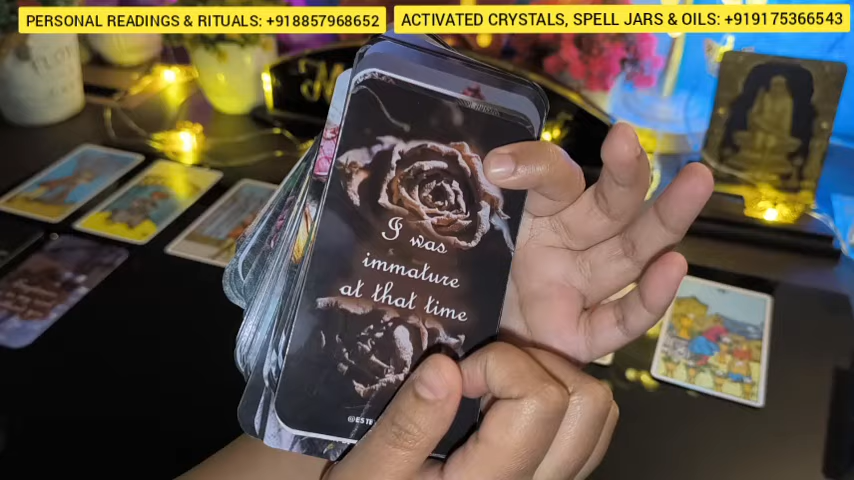 PERSONAL READINGS & RITUALS: +918857968652
ACTIVATED CRYSTALS, SPELL JARS & OILS: +919175366543
I was
immature
at that time